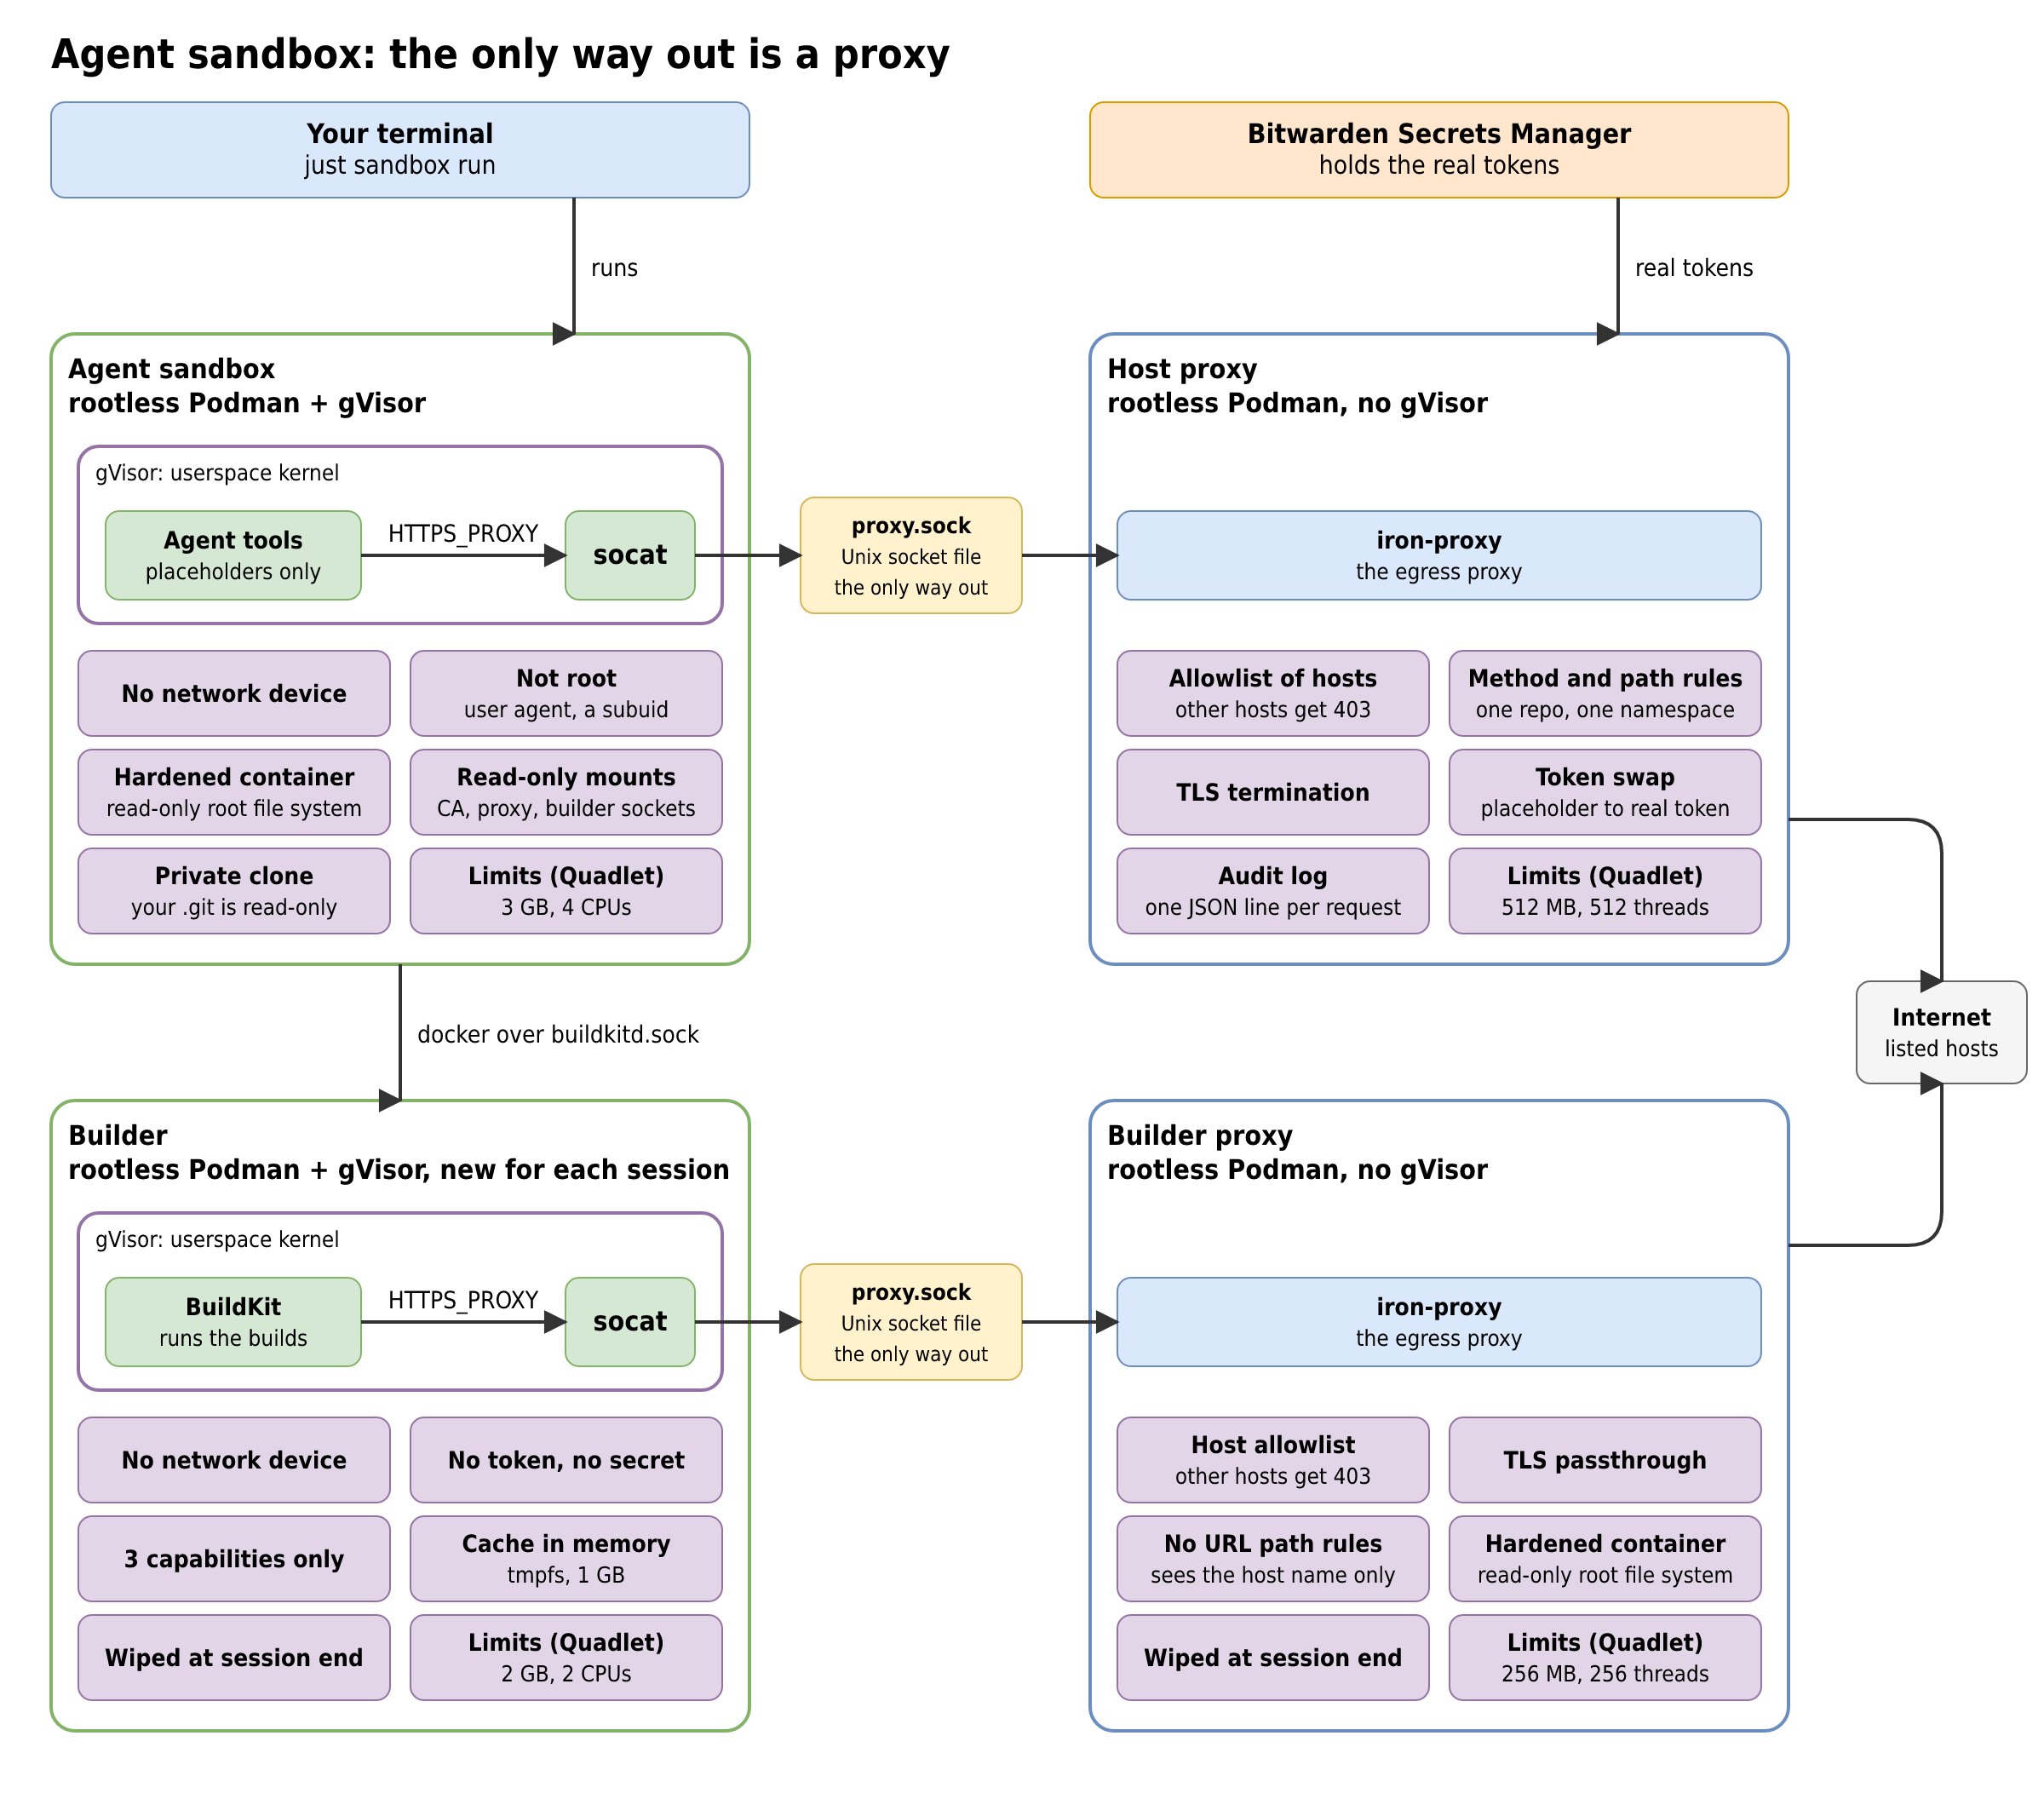 Agent sandbox: the only way out is a proxy
Your terminal
just sandbox run
Bitwarden Secrets Manager
holds the real tokens
runs
real tokens
Agent sandbox
rootless Podman + gVisor
gVisor: userspace kernel
Agent tools
placeholders only
HTTPS_PROXY
socat
proxy.sock
Unix socket file
the only way out
Host proxy
rootless Podman, no gVisor
iron-proxy
the egress proxy
No network device
Not root
user agent, a subuid
Hardened container
read-only root file system
Read-only mounts
CA, proxy, builder sockets
Private clone
your .git is read-only
Limits (Quadlet)
3 GB, 4 CPUs
Allowlist of hosts
other hosts get 403
Method and path rules
one repo, one namespace
TLS termination
Token swap
placeholder to real token
Audit log
one JSON line per request
Limits (Quadlet)
512 MB, 512 threads
Internet
listed hosts
docker over buildkitd.sock
Builder
rootless Podman + gVisor, new for each session
gVisor: userspace kernel
BuildKit
runs the builds
HTTPS_PROXY
socat
proxy.sock
Unix socket file
the only way out
Builder proxy
rootless Podman, no gVisor
iron-proxy
the egress proxy
No network device
No token, no secret
3 capabilities only
Cache in memory
tmpfs, 1 GB
Wiped at session end
Limits (Quadlet)
2 GB, 2 CPUs
Host allowlist
other hosts get 403
TLS passthrough
No URL path rules
sees the host name only
Hardened container
read-only root file system
Wiped at session end
Limits (Quadlet)
256 MB, 256 threads